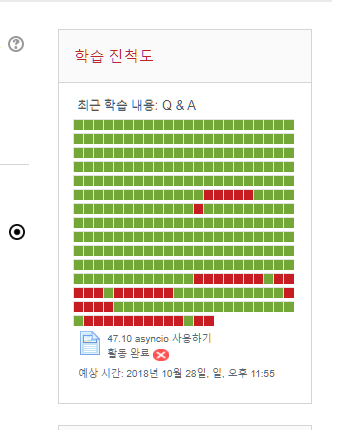 학습 진척도
최근 학습 내용: Q & A
47.10 asyncio 사용하기
활동 완료
예상 시간: 2018년 10월 28일, 일, 오후 11:55